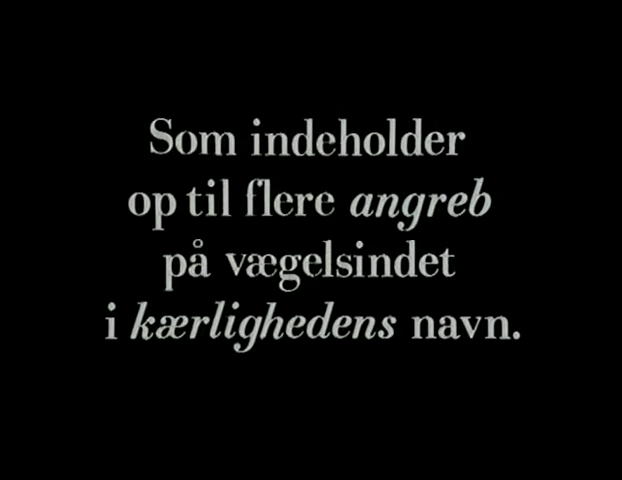 Som indeholder
op til flere angreb
på vægelsindet
i kærlighedens navn.